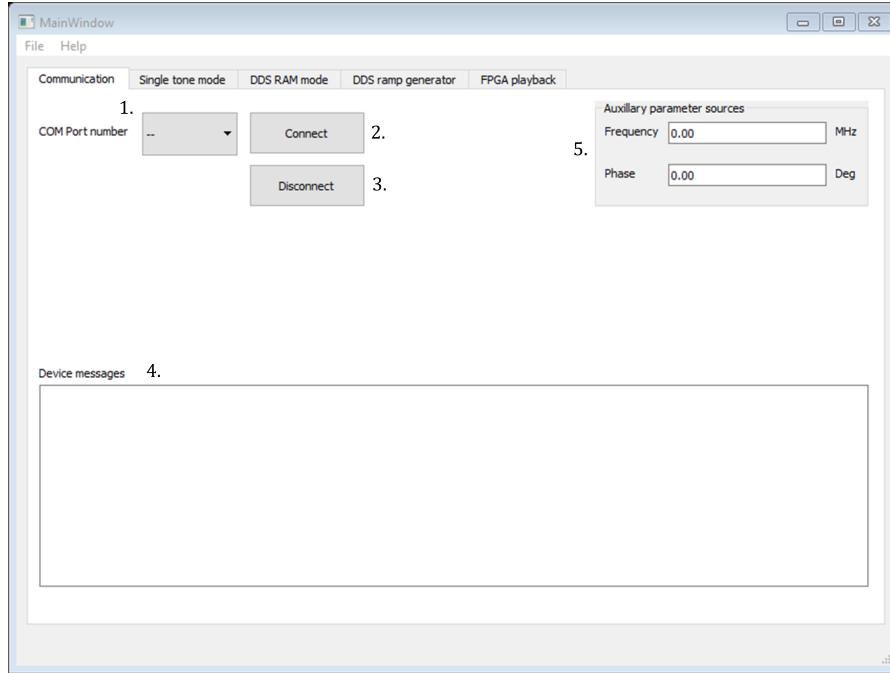 MainWindow
File Help
Communication Single tone mode DDS RAM mode DDS ramp generator FPGA playback
1.
COM Port number -- Connect 2.
Disconnect 3.
Auxillary parameter sources
Frequency 0.00 MHz
5.
Phase 0.00 Deg
Device messages 4.